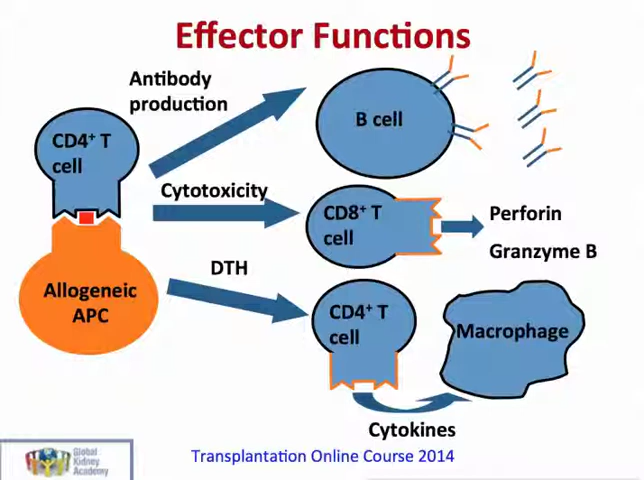 Effector Functions
Antibody
production
B cell
CD4⁺ T
cell
Cytotoxicity
CD8⁺ T
cell
Perforin
Granzyme B
Allogeneic
APC
DTH
CD4⁺ T
cell
Macrophage
Cytokines
Global
Kidney
Academy
Transplantation Online Course 2014